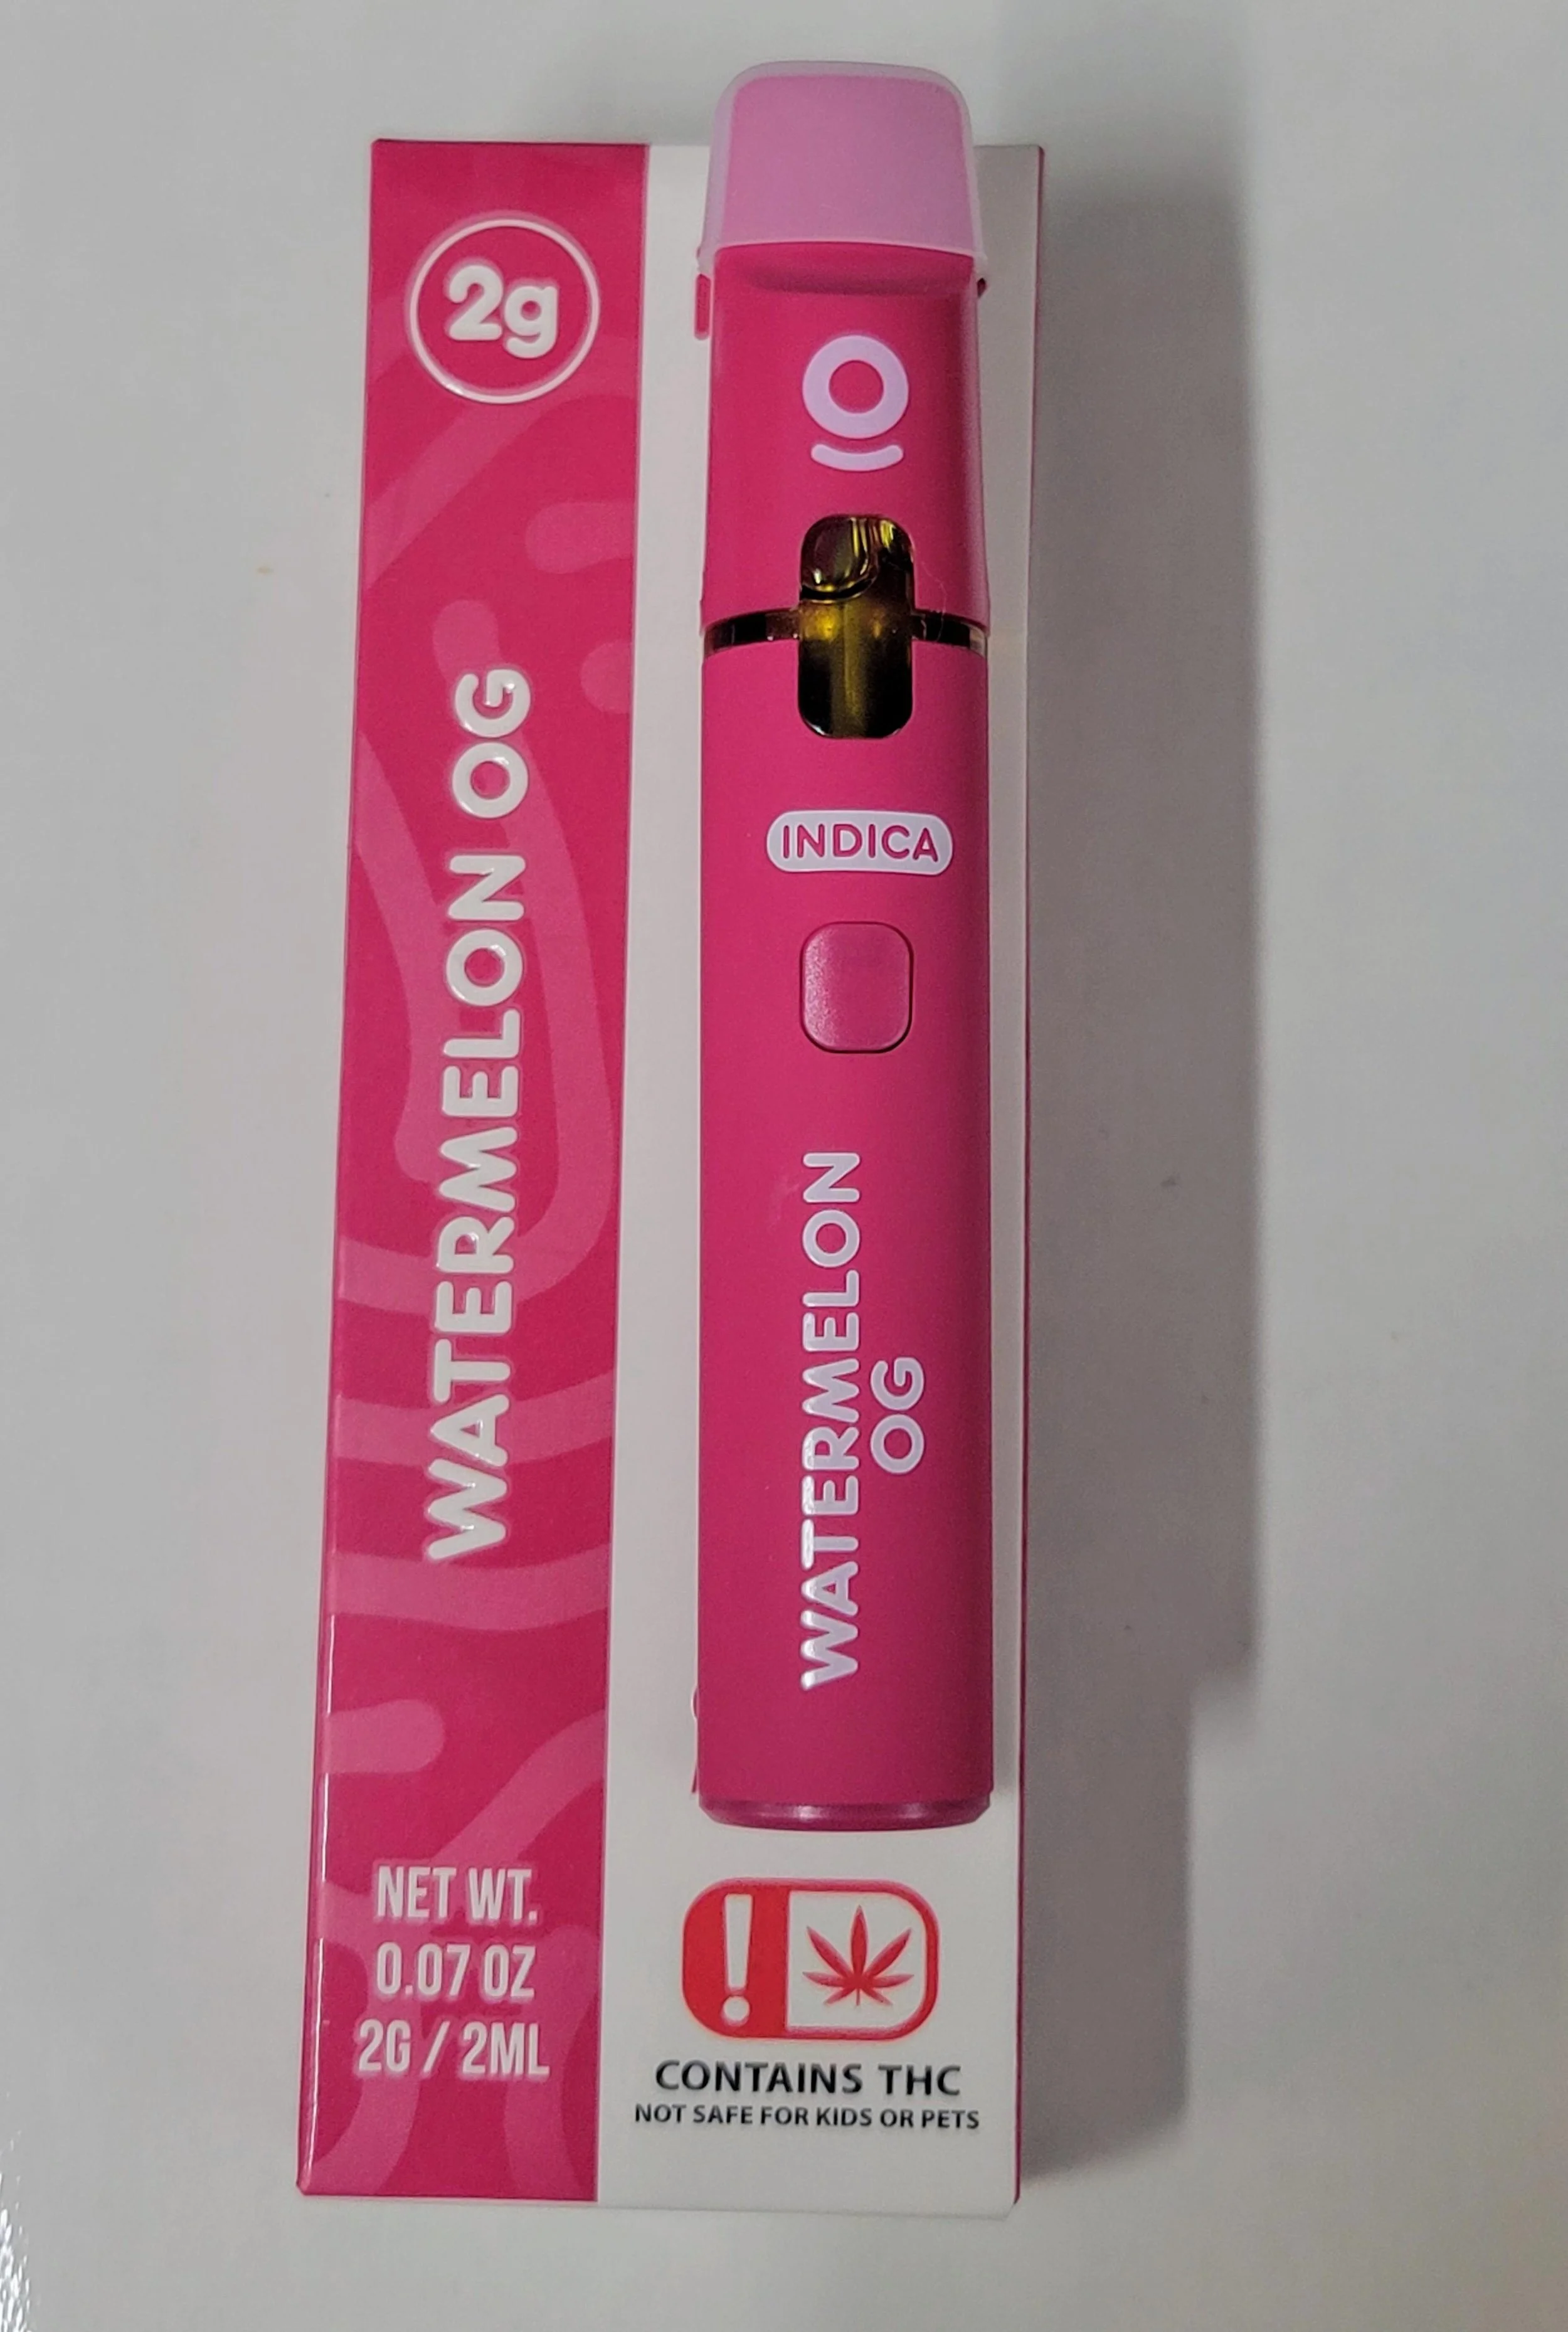 2g
WATERMELON OG
NET WT.
0.07 OZ
2G / 2ML
INDICA
WATERMELON
OG
!
CONTAINS THC
NOT SAFE FOR KIDS OR PETS